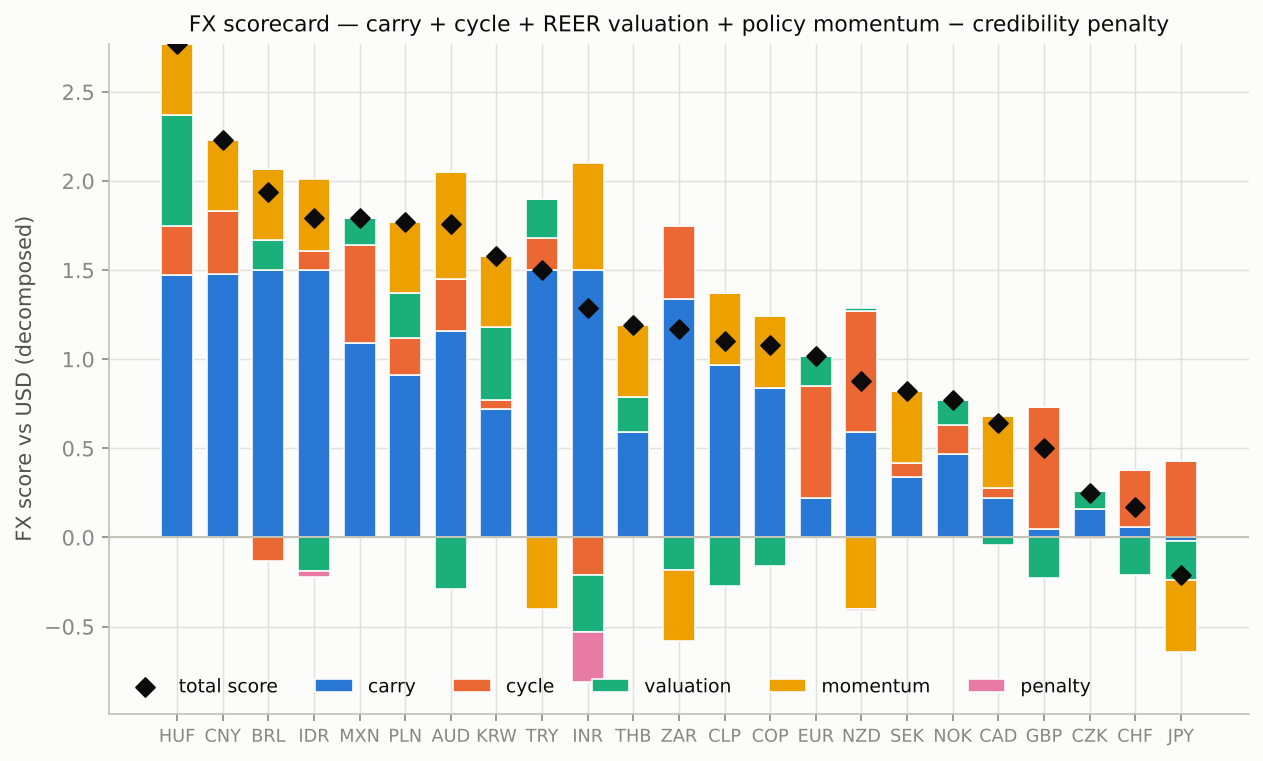 FX scorecard — carry + cycle + REER valuation + policy momentum − credibility penalty
FX score vs USD (decomposed)
2.5
2.0
1.5
1.0
0.5
0.0
−0.5
total score carry cycle valuation momentum penalty
HUF CNY BRL IDR MXN PLN AUD KRW TRY INR THB ZAR CLP COP EUR NZD SEK NOK CAD GBP CZK CHF JPY